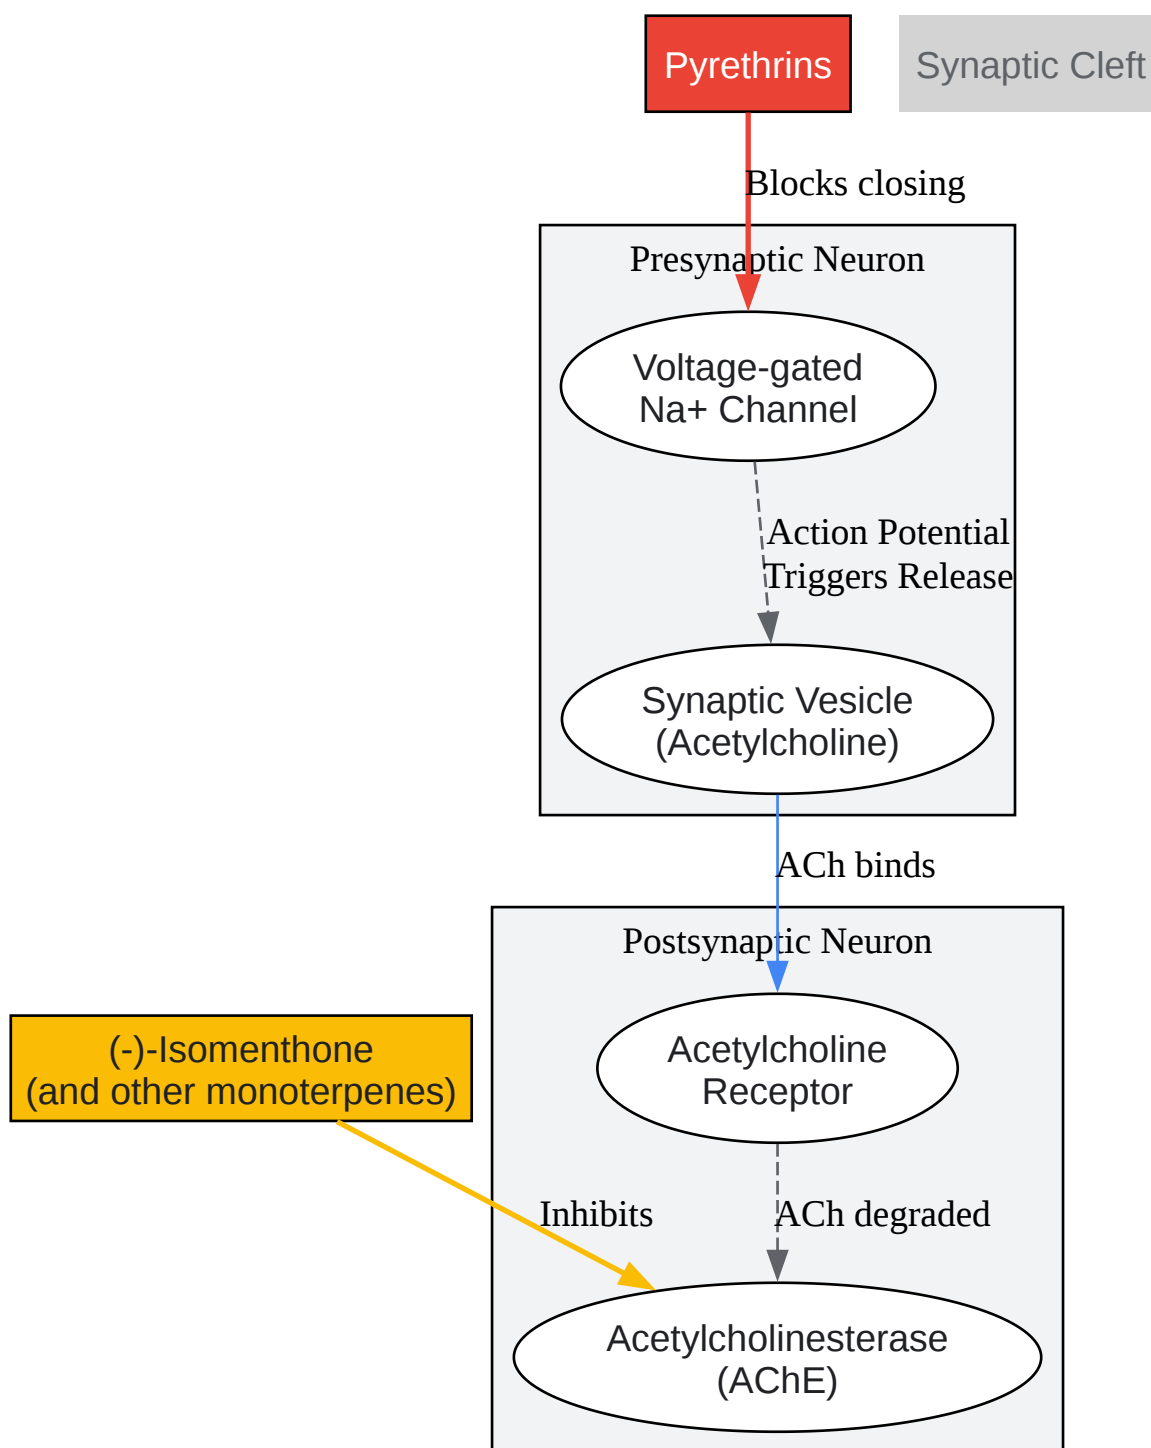 Pyrethrins
Synaptic Cleft
Blocks closing
Presynaptic Neuron
Voltage-gated
Na+ Channel
Action Potential
Triggers Release
Synaptic Vesicle
(Acetylcholine)
ACh binds
Postsynaptic Neuron
(-)-Isomenthone
(and other monoterpenes)
Acetylcholine
Receptor
Inhibits
ACh degraded
Acetylcholinesterase
(AChE)